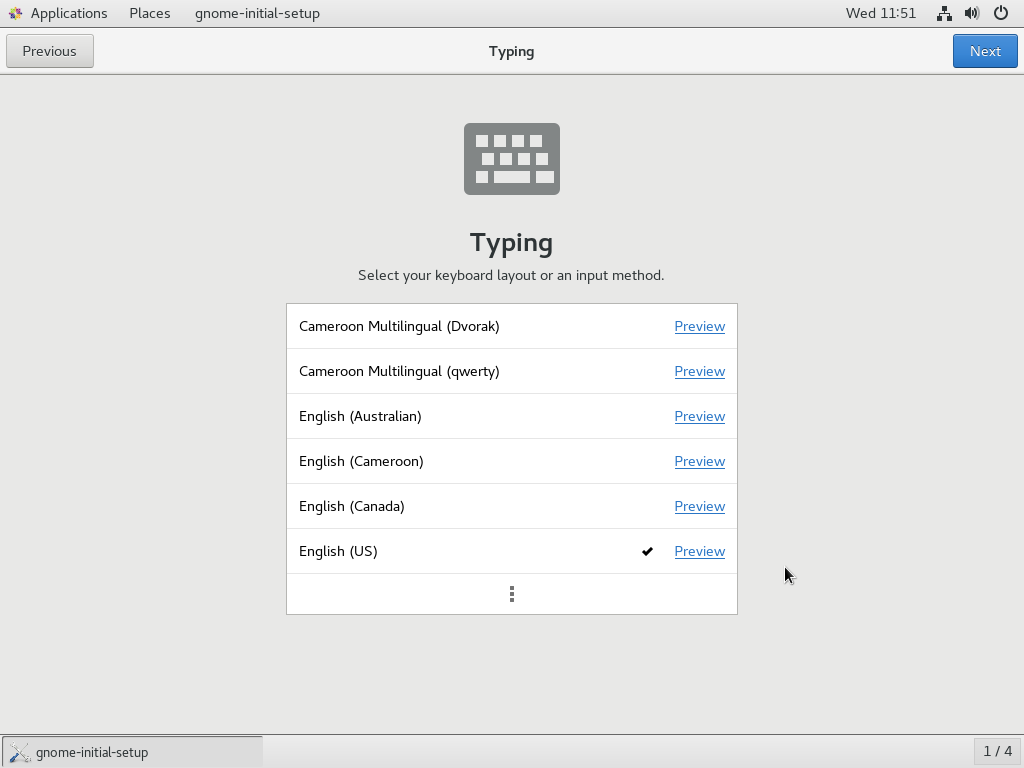 Applications Places gnome-initial-setup Wed 11:51
Previous Typing Next
Typing
Select your keyboard layout or an input method.
Cameroon Multilingual (Dvorak) Preview
Cameroon Multilingual (qwerty) Preview
English (Australian) Preview
English (Cameroon) Preview
English (Canada) Preview
English (US) Preview
gnome-initial-setup 1 / 4